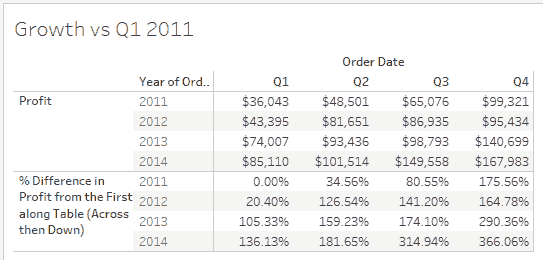 Growth vs Q1 2011
Order Date
Year of Ord.. Q1 Q2 Q3 Q4
Profit 2011 $36,043 $48,501 $65,076 $99,321
2012 $43,395 $81,651 $86,935 $95,434
2013 $74,007 $93,436 $98,793 $140,699
2014 $85,110 $101,514 $149,558 $167,983
% Difference in 2011 0.00% 34.56% 80.55% 175.56%
Profit from the First 2012 20.40% 126.54% 141.20% 164.78%
along Table (Across 2013 105.33% 159.23% 174.10% 290.36%
then Down) 2014 136.13% 181.65% 314.94% 366.06%